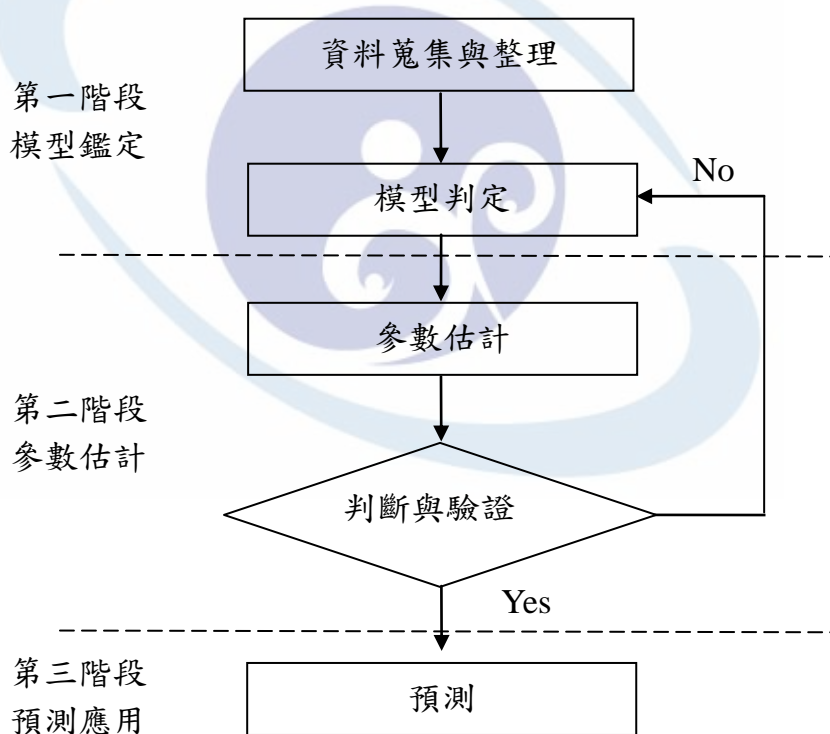 資料蒐集與整理
第一階段
模型鑑定
模型判定
No
參數估計
第二階段
參數估計
判斷與驗證
Yes
第三階段
預測應用
預測